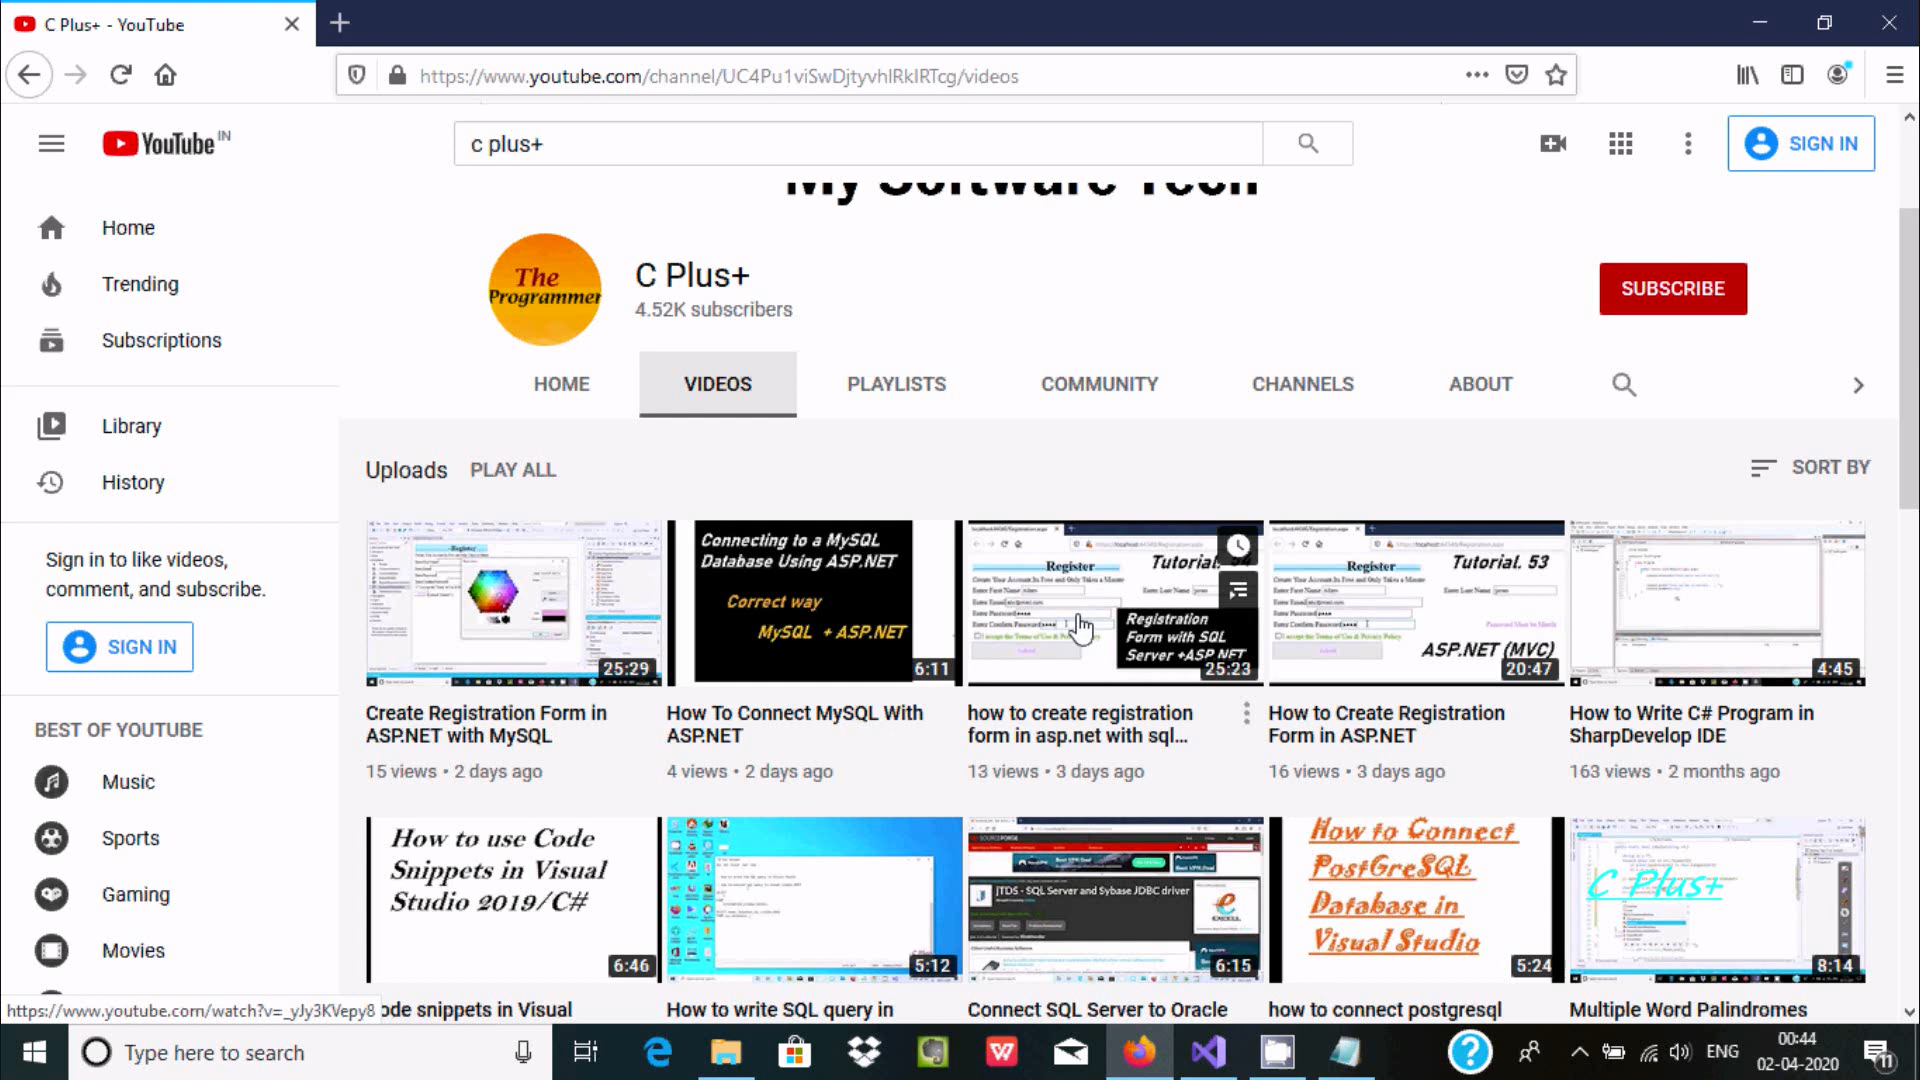 C Plus+ - YouTube
https://www.youtube.com/channel/UC4Pu1viSwDjtyvhlRkIRTcg/videos
YouTube IN
c plus+
SIGN IN
My Software Tech
Home
Trending
Subscriptions
Library
History
Sign in to like videos,
comment, and subscribe.
SIGN IN
BEST OF YOUTUBE
Music
Sports
Gaming
Movies
The
Programmer
C Plus+
4.52K subscribers
SUBSCRIBE
HOME
VIDEOS
PLAYLISTS
COMMUNITY
CHANNELS
ABOUT
Uploads
PLAY ALL
SORT BY
Register
25:29
Connecting to a MySQL
Database Using ASP.NET
Correct way
MySQL + ASP.NET
6:11
Register
Tutorial.
Registration
Form with SQL
Server +ASP.NET
25:23
Register
Tutorial. 53
ASP.NET (MVC)
20:47
4:45
Create Registration Form in
ASP.NET with MySQL
15 views • 2 days ago
How To Connect MySQL With
ASP.NET
4 views • 2 days ago
how to create registration
form in asp.net with sql...
13 views • 3 days ago
How to Create Registration
Form in ASP.NET
16 views • 3 days ago
How to Write C# Program in
SharpDevelop IDE
163 views • 2 months ago
How to use Code
Snippets in Visual
Studio 2019/C#
6:46
5:12
JTDS - SQL Server and Sybase JDBC driver
6:15
How to Connect
PostGreSQL
Database in
Visual Studio
5:24
C Plus+
8:14
https://www.youtube.com/watch?v=_yJy3KVepy8
ode snippets in Visual
How to write SQL query in
Connect SQL Server to Oracle
how to connect postgresql
Multiple Word Palindromes
Type here to search
ENG
00:44
02-04-2020
11